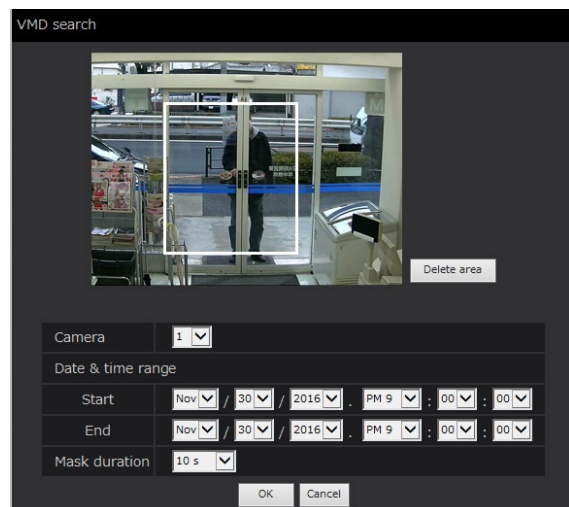 VMD search
Delete area
Camera 1
Date & time range
Start Nov / 30 / 2016 . PM 9 : 00 : 00
End Nov / 30 / 2016 . PM 9 : 00 : 00
Mask duration 10 s
OK Cancel